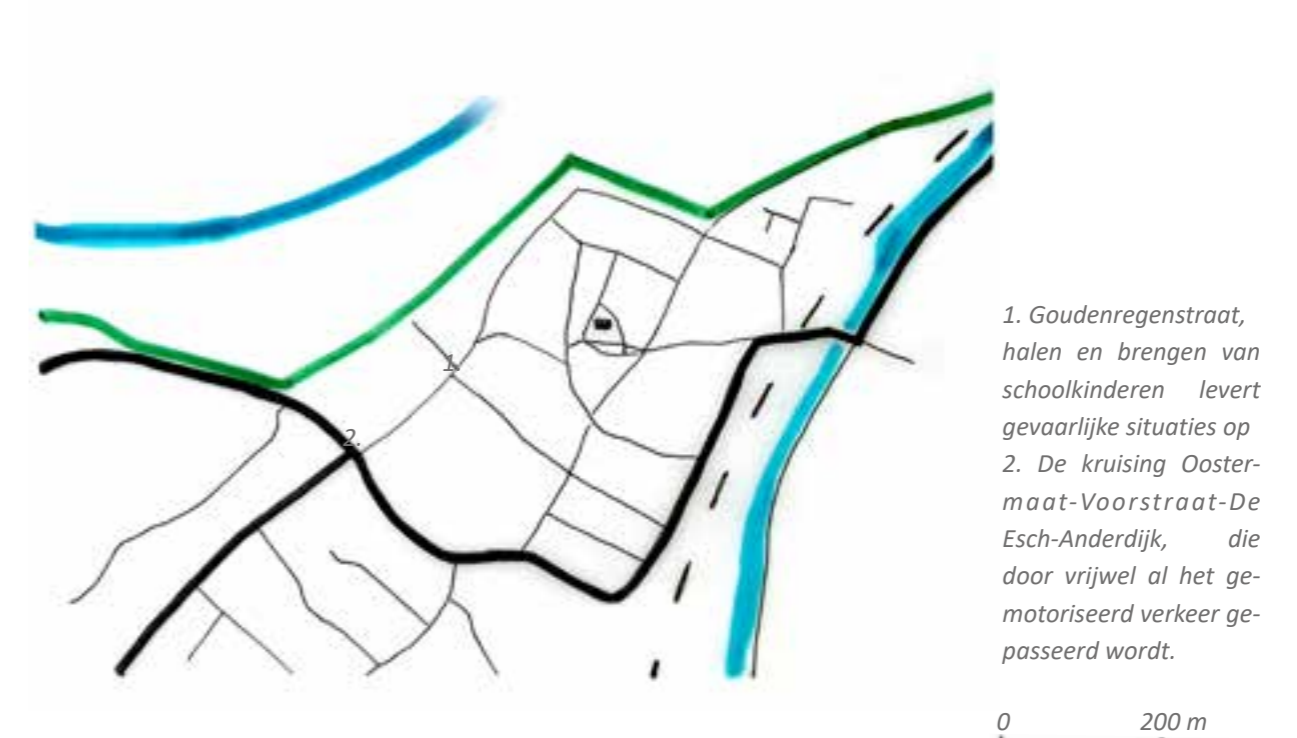 1.
2.
1. Goudenregenstraat,
halen en brengen van
schoolkinderen levert
gevaarlijke situaties op
2. De kruising Ooster-
maat-Voorstraat-De
Esch-Anderdijk, die
door vrijwel al het ge-
motoriseerd verkeer ge-
passeerd wordt.
0 200 m